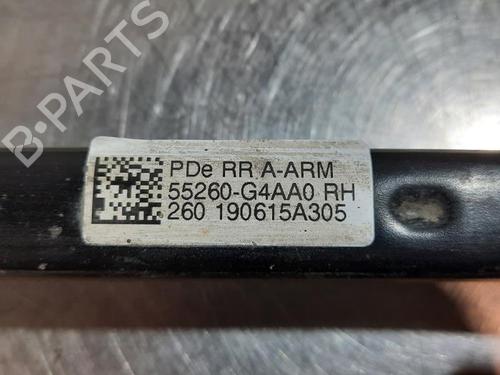 PDe RR A-ARM
55260-G4AA0 RH
260 190615A305
B-PARTS